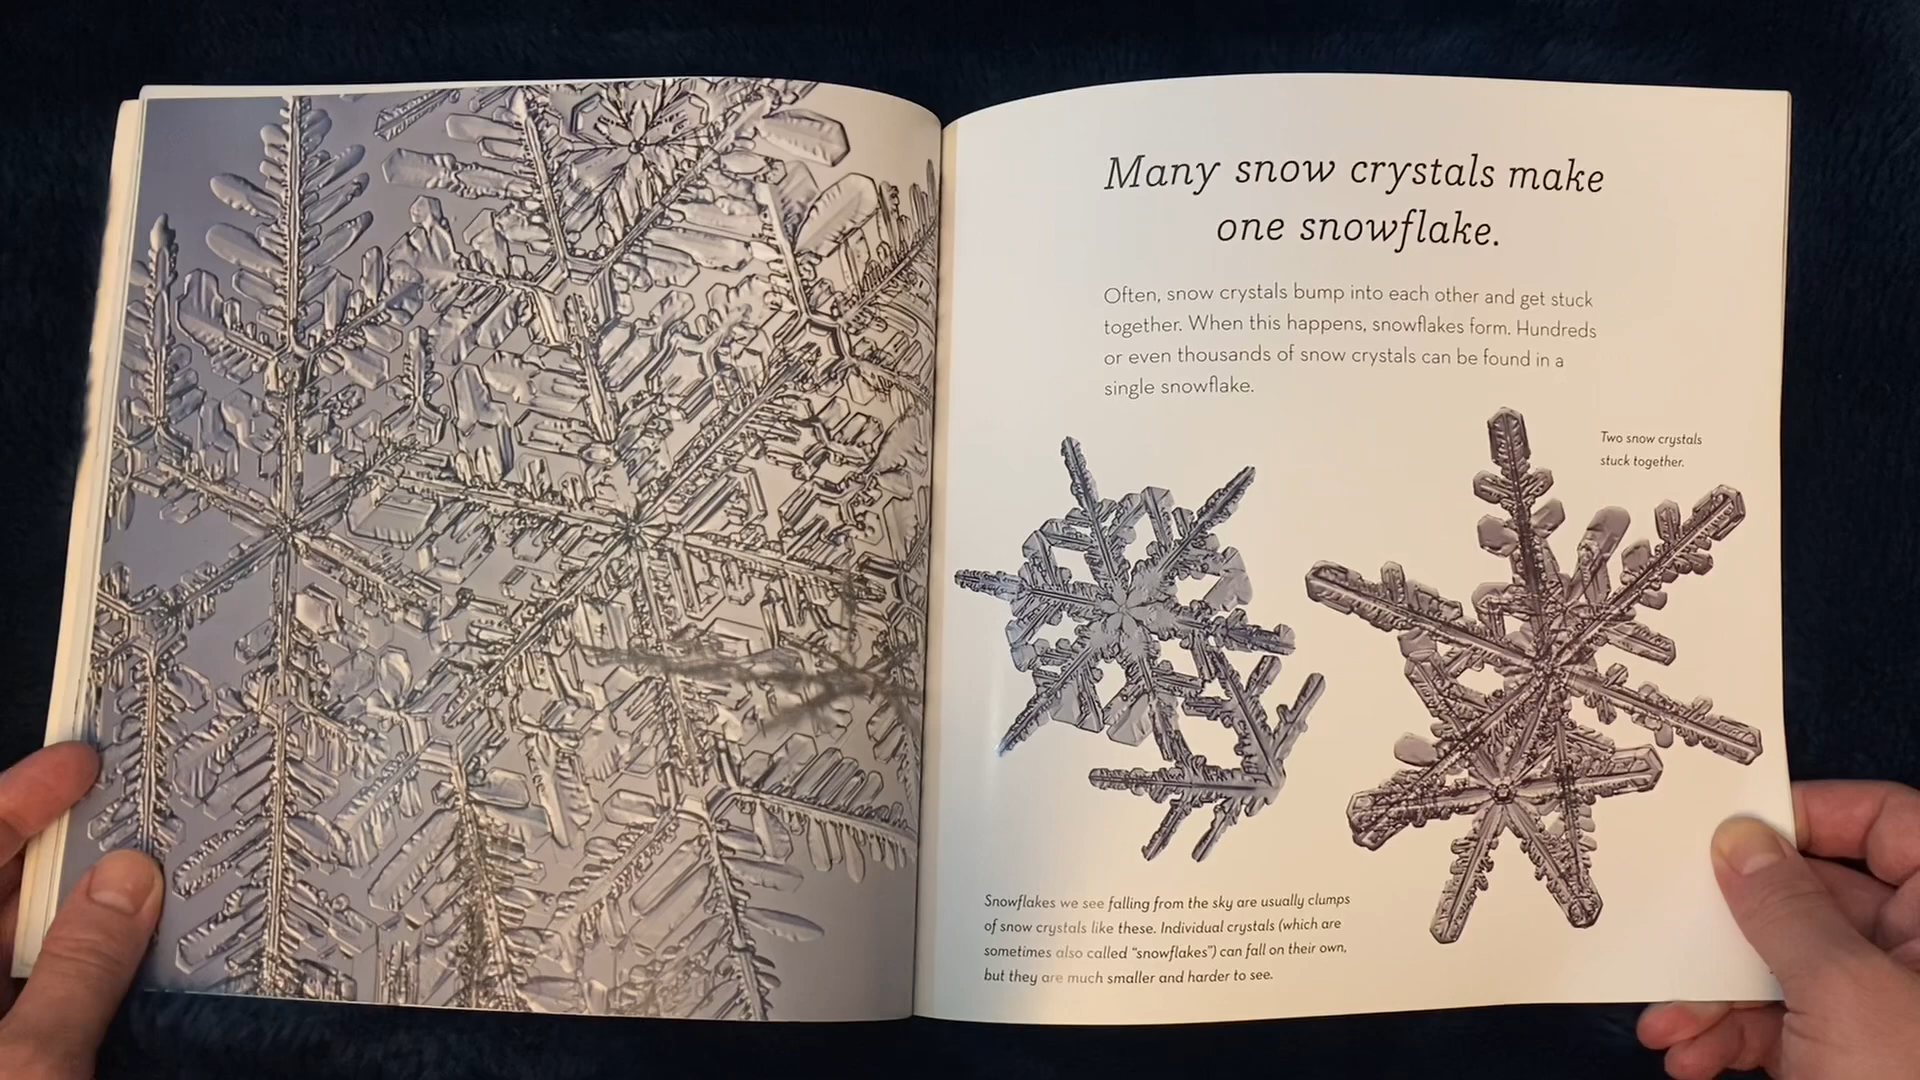 Many snow crystals make
one snowflake.
Often, snow crystals bump into each other and get stuck
together. When this happens, snowflakes form. Hundreds
or even thousands of snow crystals can be found in a
single snowflake.
Two snow crystals
stuck together.
Snowflakes we see falling from the sky are usually clumps
of snow crystals like these. Individual crystals (which are
sometimes also called “snowflakes”) can fall on their own,
but they are much smaller and harder to see.